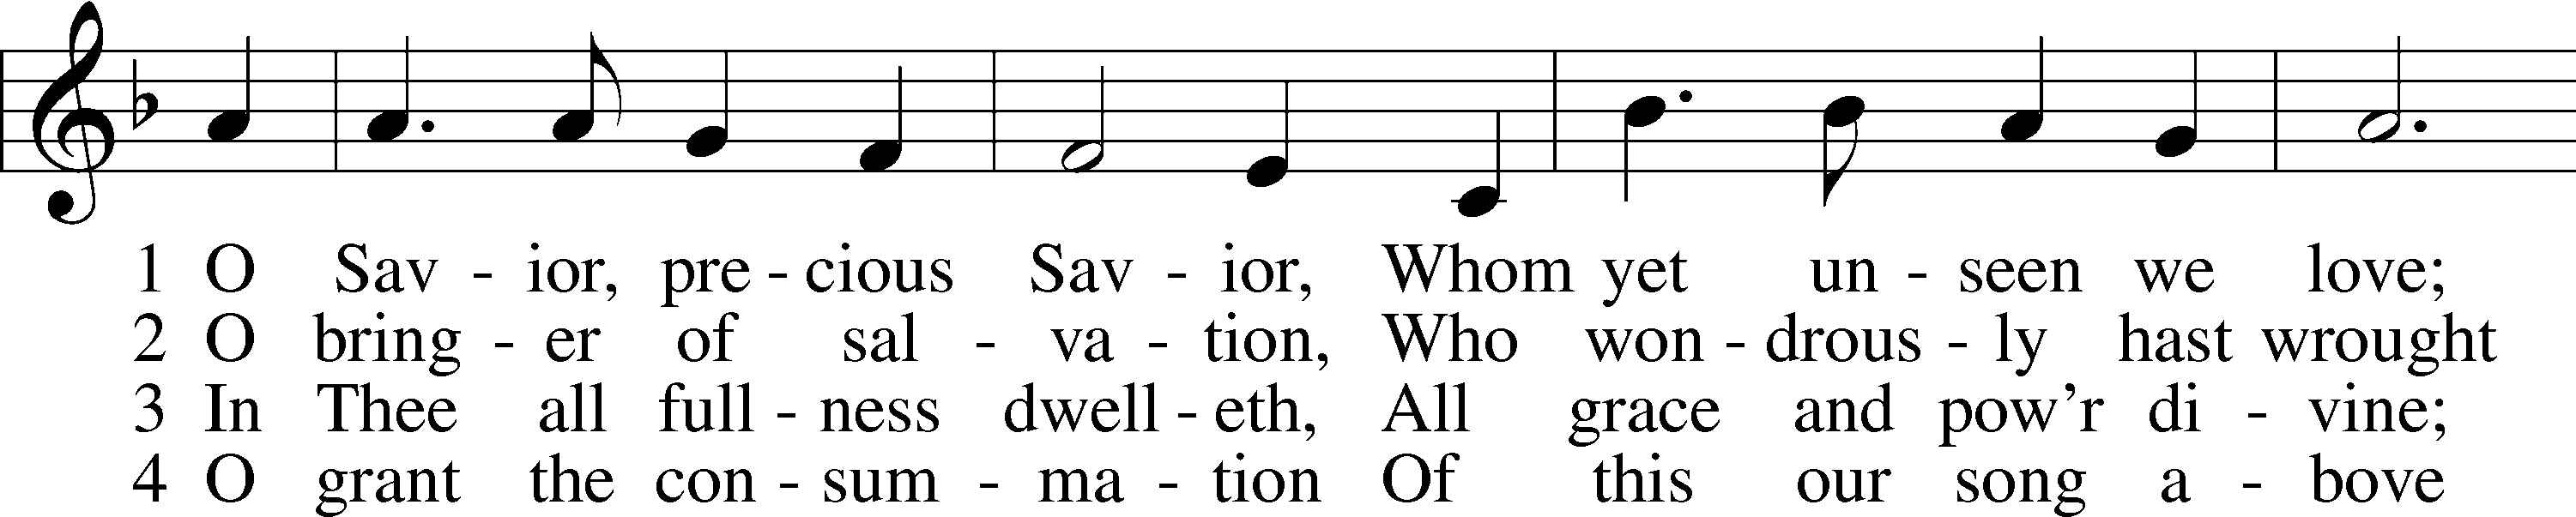 1 O Sav - ior, pre - cious Sav - ior, Whom yet un - seen we love;
2 O bring - er of sal - va - tion, Who won - drous - ly hast wrought
3 In Thee all full - ness dwell - eth, All grace and pow'r di - vine;
4 O grant the con - sum - ma - tion Of this our song a - bove